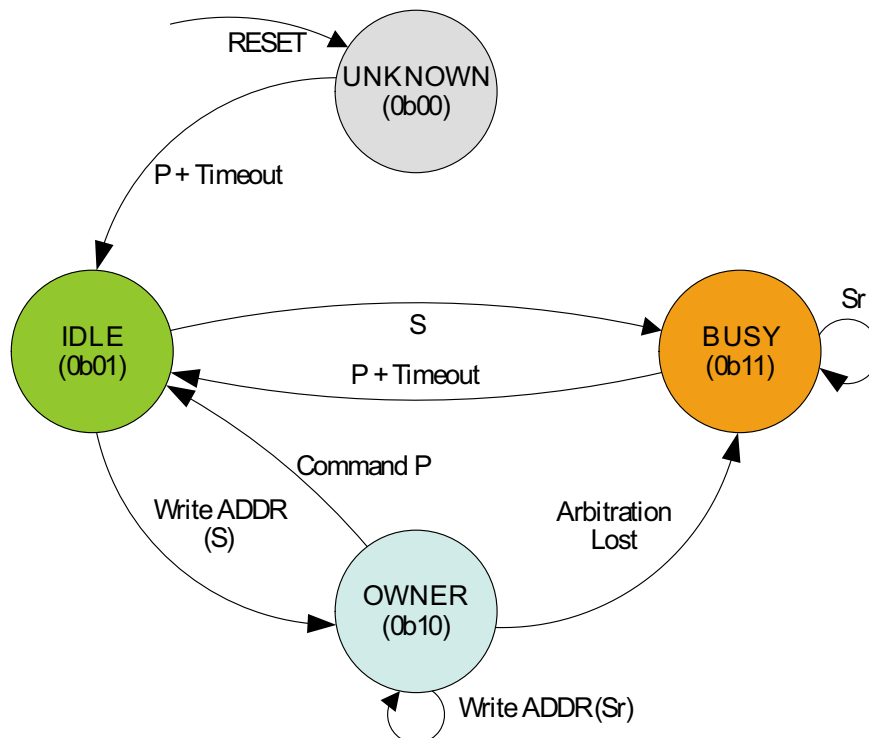 RESET
UNKNOWN
(0b00)
P + Timeout
IDLE
(0b01)
S
BUSY
(0b11)
Sr
P + Timeout
Command P
Write ADDR
(S)
Arbitration
Lost
OWNER
(0b10)
Write ADDR(Sr)